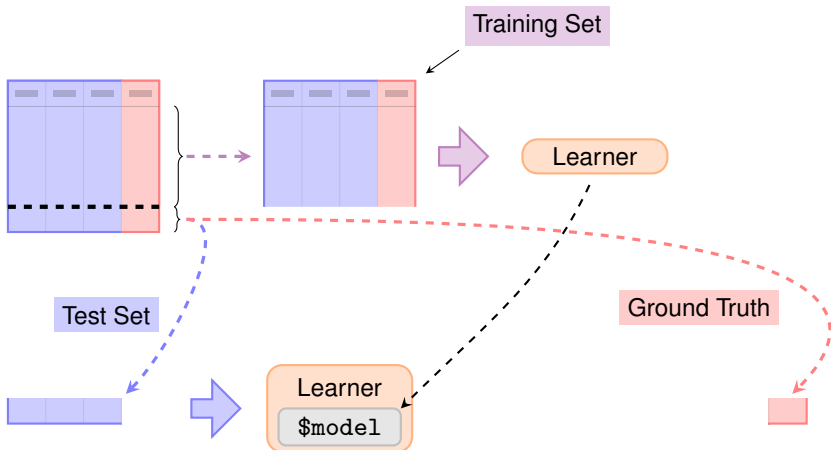 Training Set
Learner
Test Set
Ground Truth
Learner
$model